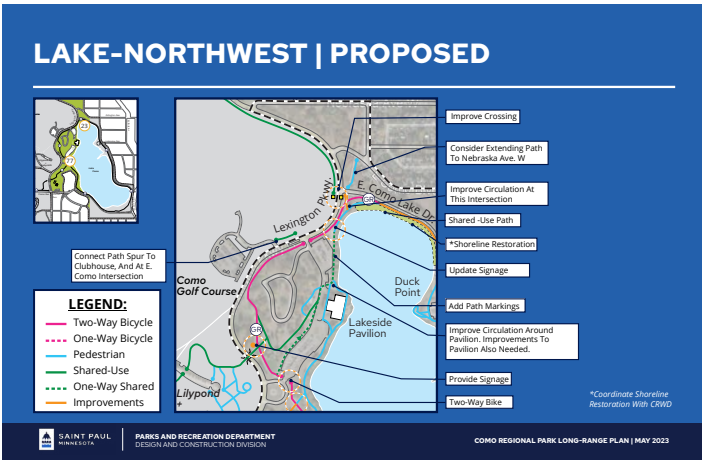 LAKE-NORTHWEST | PROPOSED
23
27
Improve Crossing
Consider Extending Path
To Nebraska Ave. W
Improve Circulation At
This Intersection
Shared -Use Path
*Shoreline Restoration
Update Signage
Add Path Markings
Improve Circulation Around
Pavilion. Improvements To
Pavilion Also Needed.
Provide Signage
Two-Way Bike
Connect Path Spur To
Clubhouse, And At E.
Como Intersection
Lexington Pkwy.
E. Como Lake Dr.
GR
Como
Golf Course
Duck
Point
Lakeside
Pavilion
GR
Lilypond
+
LEGEND:
Two-Way Bicycle
One-Way Bicycle
Pedestrian
Shared-Use
One-Way Shared
Improvements
*Coordinate Shoreline
Restoration With CRWD
SAINT PAUL
MINNESOTA
PARKS AND RECREATION DEPARTMENT
DESIGN AND CONSTRUCTION DIVISION
COMO REGIONAL PARK LONG-RANGE PLAN | MAY 2023